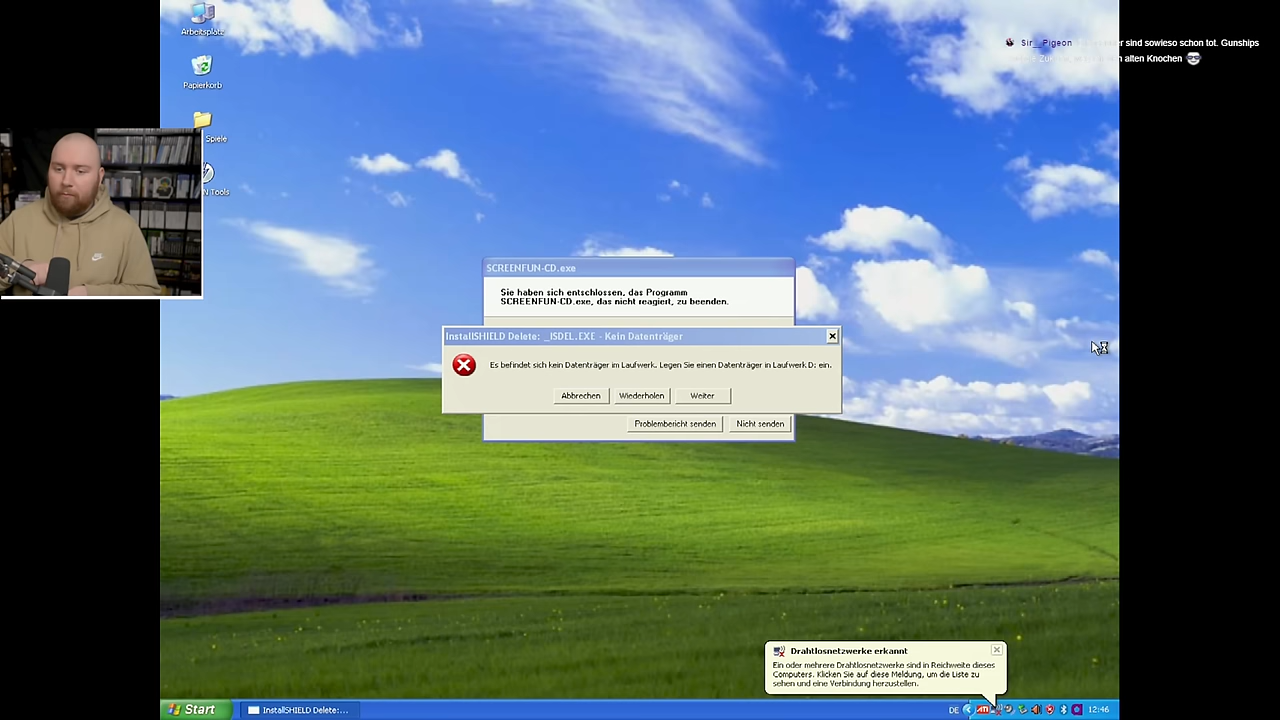 Arbeitsplatz
Papierkorb
Spiele
N Tools
Sir__Pigeon
sind sowieso schon tot. Gunships
alten Knochen
SCREENFUN-CD.exe
Sie haben sich entschlossen, das Programm
SCREENFUN-CD.exe, das nicht reagiert, zu beenden.
InstallSHIELD Delete: _ISDEL.EXE - Kein Datenträger
Es befindet sich kein Datenträger im Laufwerk. Legen Sie einen Datenträger in Laufwerk D: ein.
Abbrechen Wiederholen Weiter
Problembericht senden Nicht senden
Drahtlosnetzwerke erkannt
Ein oder mehrere Drahtlosnetzwerke sind in Reichweite dieses
Computers. Klicken Sie auf diese Meldung, um die Liste zu
sehen und eine Verbindung herzustellen.
Start InstallSHIELD Delete:... DE ATI 12:46